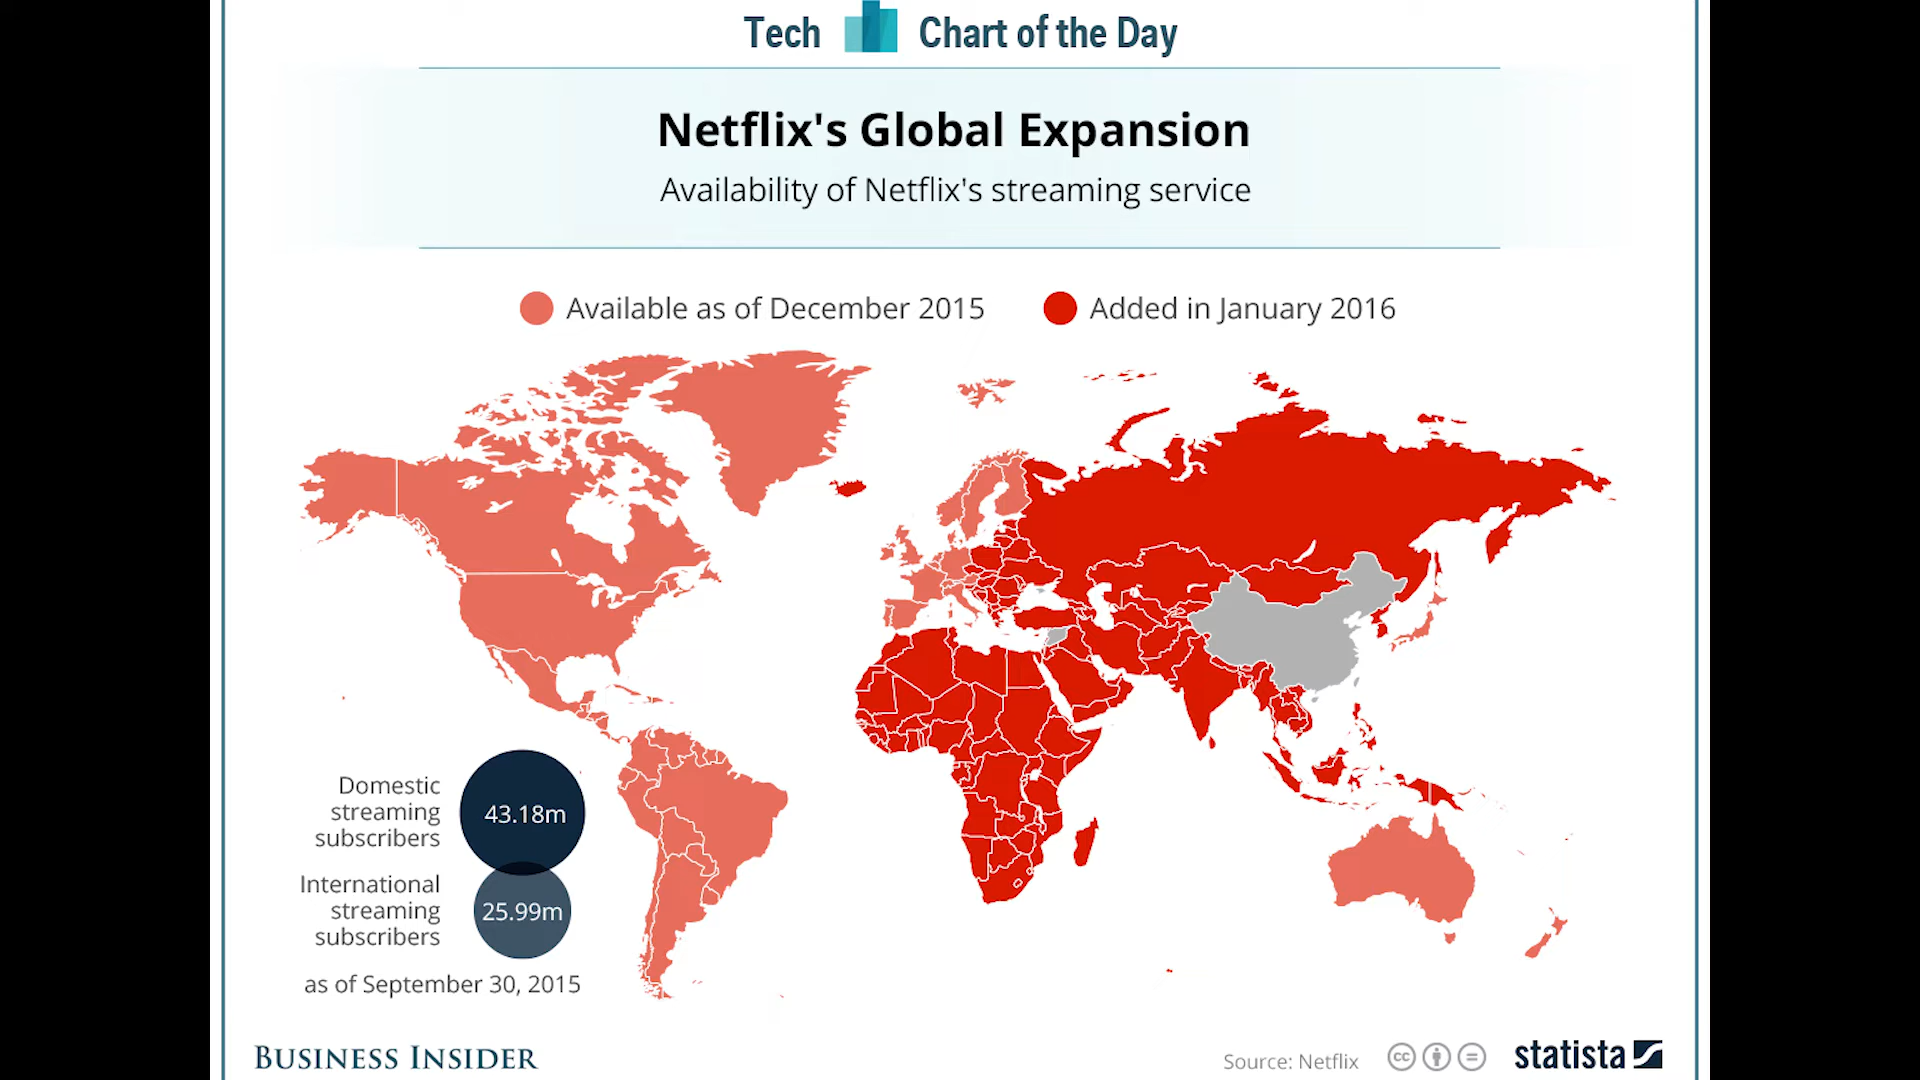 Tech Chart of the Day
Netflix's Global Expansion
Availability of Netflix's streaming service
Available as of December 2015
Added in January 2016
Domestic
streaming
subscribers
43.18m
International
streaming
subscribers
25.99m
as of September 30, 2015
BUSINESS INSIDER
Source: Netflix
cc
statista